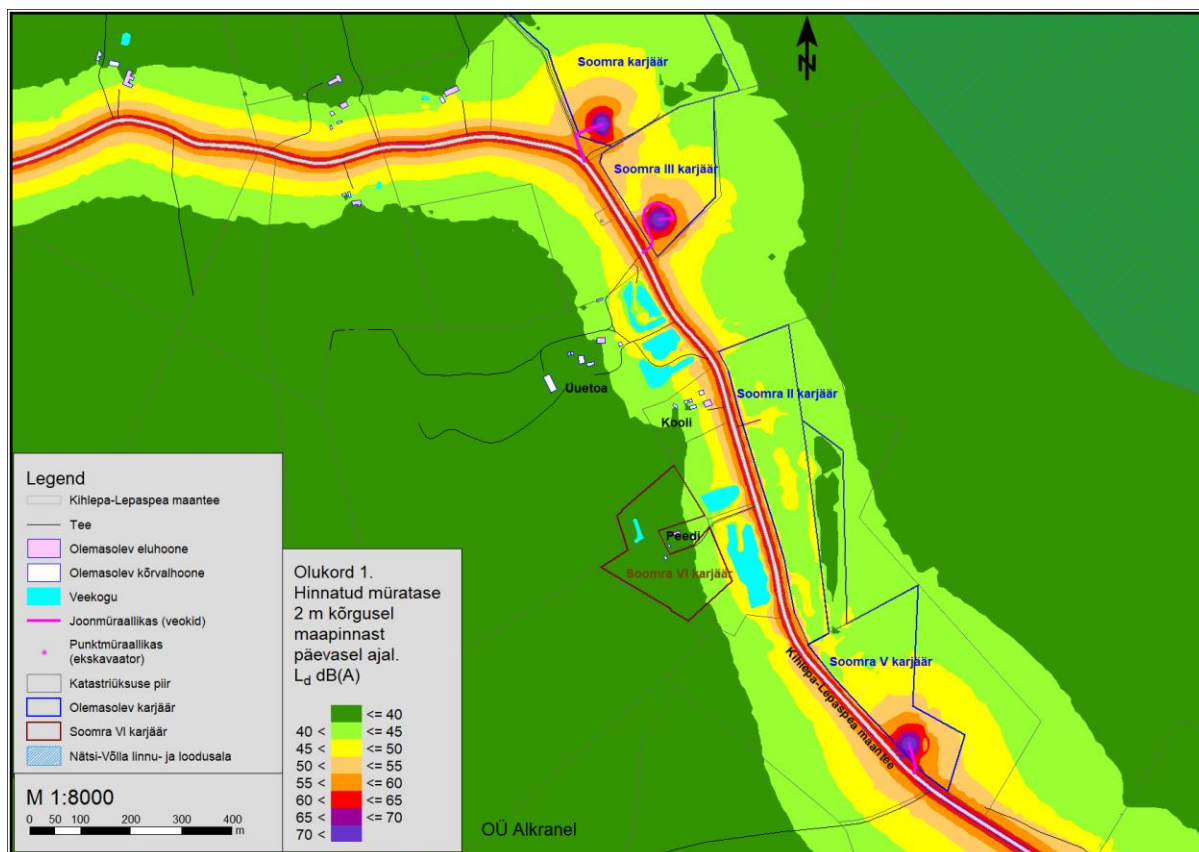 Soomra karjäär
N
Soomra III karjäär
Soomra II karjäär
Uuetoa
Kooli
Peedi
Soomra VI karjäär
Soomra V karjäär
Kihlepa-Lepaspea maantee
Legend
Kihlepa-Lepaspea maantee
Tee
Olemasolev eluhoone
Olemasolev kõrvalhoone
Veekogu
Joonmüraallikas (veokid)
Punktmüraallikas
(ekskavaator)
Katastriüksuse piir
Olemasolev karjäär
Soomra VI karjäär
Nätsi-Võlla linnu- ja loodusala
M 1:8000
0 50 100 200 300 400
m
Olukord 1.
Hinnatud müratase
2 m kõrgusel
maapinnast
päevasel ajal.
L_d dB(A)
<= 40
40 < <= 45
45 < <= 50
50 < <= 55
55 < <= 60
60 < <= 65
65 < <= 70
70 <
OÜ Alkranel